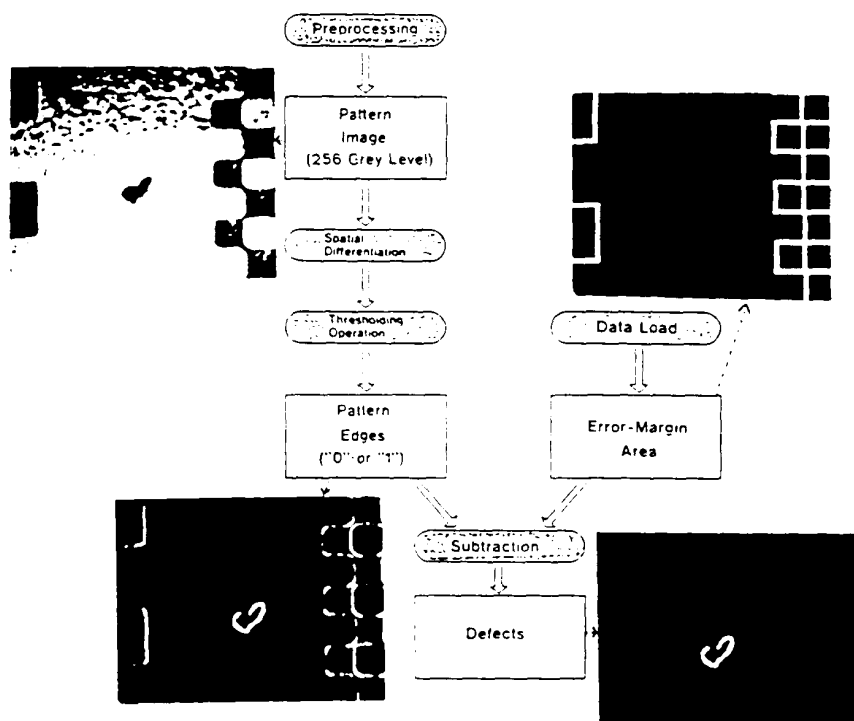 Preprocessing
Pattern
Image
(256 Grey Level)
Spatial
Differentiation
Thresholding
Operation
Data Load
Pattern
Edges
("0" or "1")
Error-Margin
Area
Subtraction
Defects